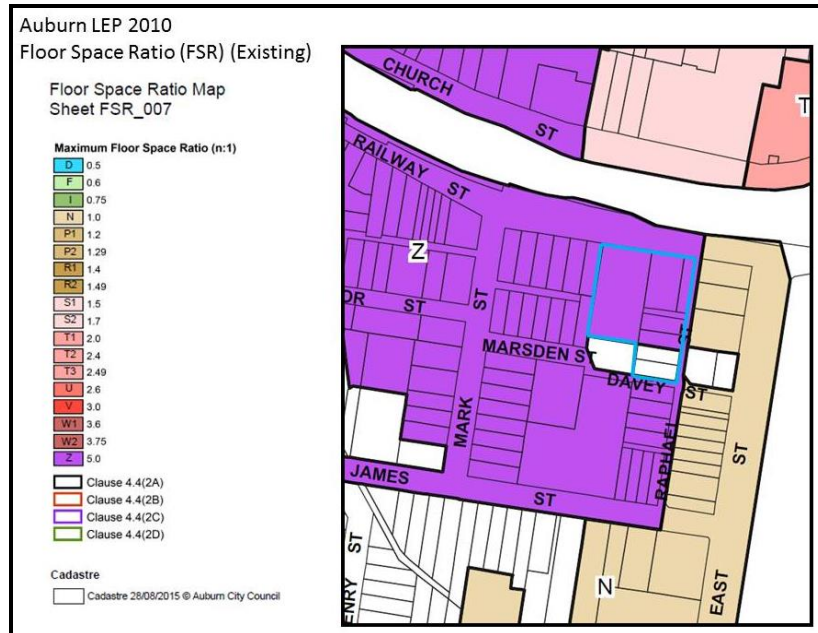 Auburn LEP 2010
Floor Space Ratio (FSR) (Existing)
Floor Space Ratio Map
Sheet FSR_007
Maximum Floor Space Ratio (n:1)
D 0.5
F 0.6
I 0.75
N 1.0
P1 1.2
P2 1.29
R1 1.4
R2 1.49
S1 1.5
S2 1.7
T1 2.0
T2 2.4
T3 2.49
U 2.6
V 3.0
W1 3.6
W2 3.75
Z 5.0
Clause 4.4(2A)
Clause 4.4(2B)
Clause 4.4(2C)
Clause 4.4(2D)
Cadastre
Cadastre 28/08/2015 © Auburn City Council
CHURCH ST
T
RAILWAY ST
Z
OR ST
ST
MARSDEN ST
MARK
ST
DAVEY ST
RAPHAEL
ST
JAMES ST
ENRY ST
N
EAST